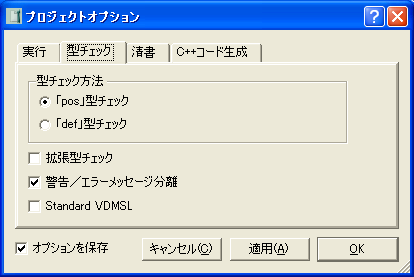 プロジェクトオプション
実行 型チェック 清書 C++コード生成
型チェック方法
「pos」型チェック
「def」型チェック
拡張型チェック
警告／エラーメッセージ分離
Standard VDMSL
オプションを保存 キャンセル(C) 適用(A) OK